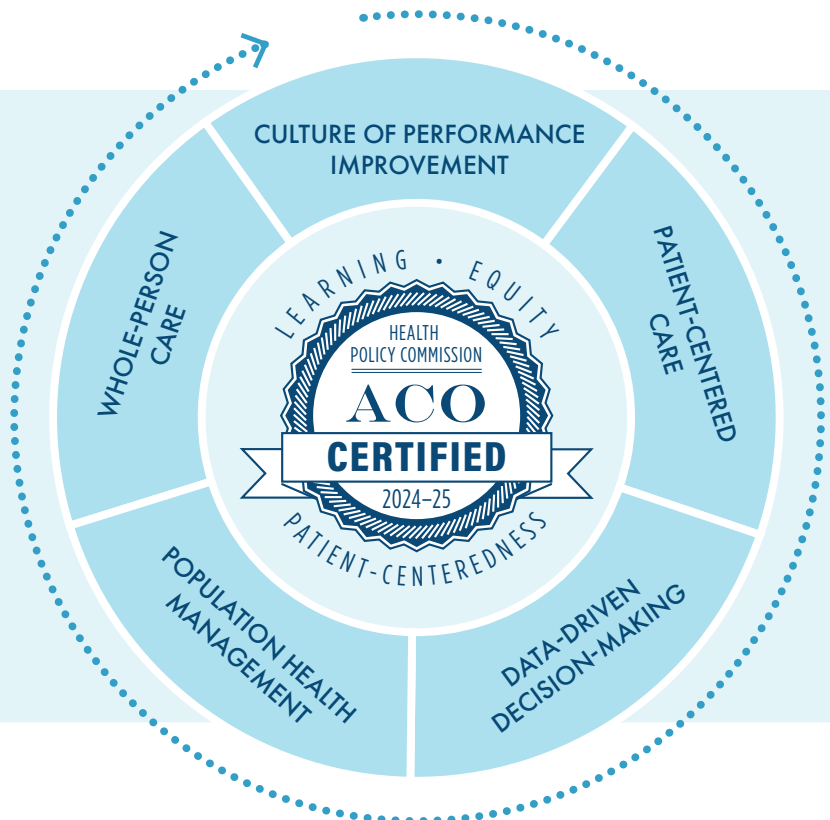 CULTURE OF PERFORMANCE
IMPROVEMENT
PATIENT-CENTERED
CARE
DATA-DRIVEN
DECISION-MAKING
POPULATION HEALTH
MANAGEMENT
WHOLE-PERSON
CARE
LEARNING • EQUITY
HEALTH
POLICY COMMISSION
ACO
CERTIFIED
2024–25
PATIENT-CENTEREDNESS